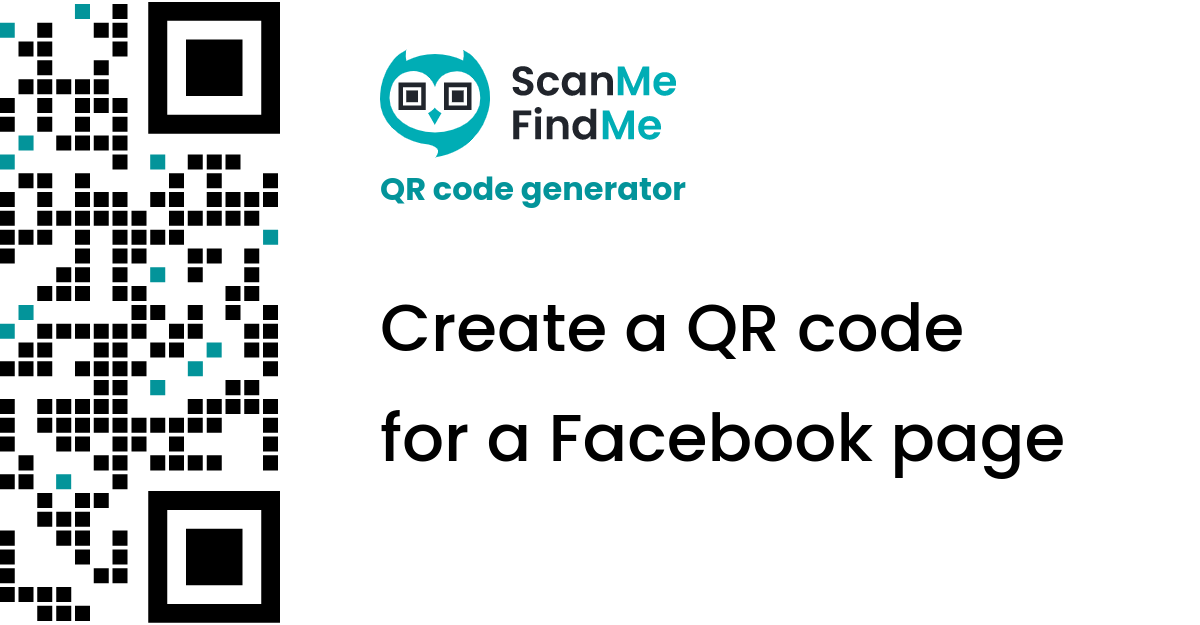 ScanMe
FindMe
QR code generator
Create a QR code
for a Facebook page